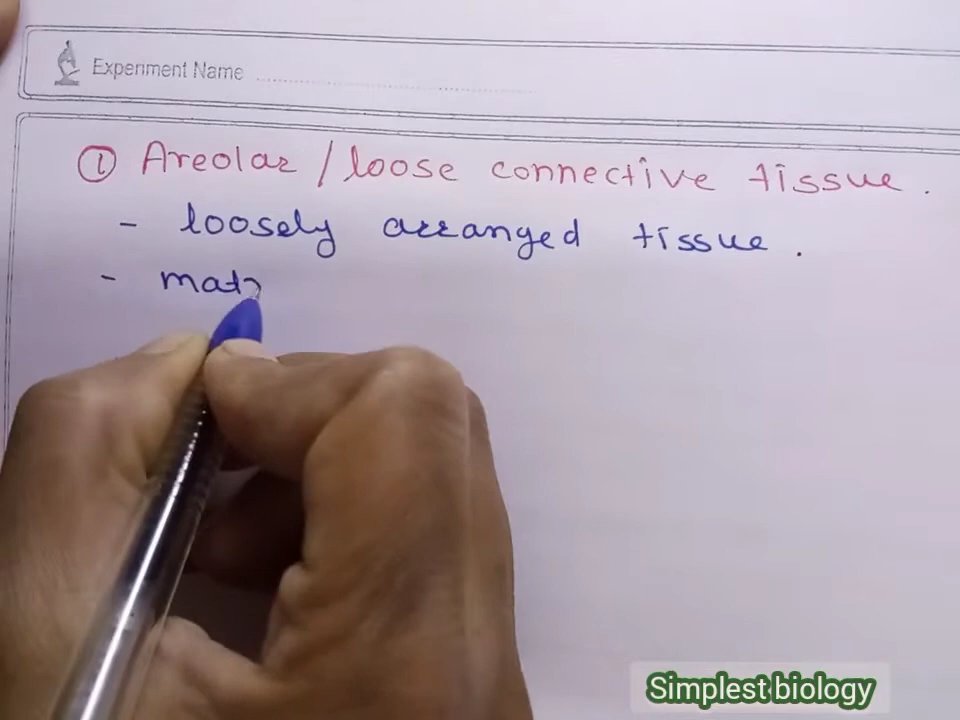 Experiment Name
① Areolar / loose connective tissue.
- loosely arranged tissue.
- mat
Simplest biology